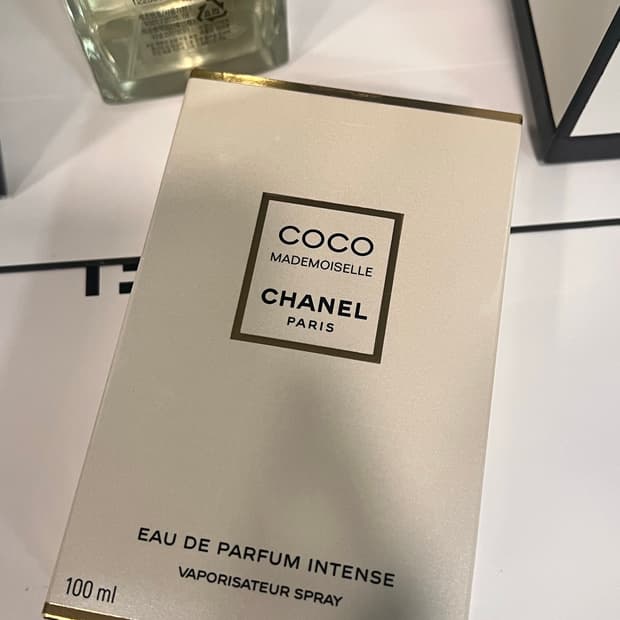 COCO
MADEMOISELLE
CHANEL
PARIS
EAU DE PARFUM INTENSE
VAPORISATEUR SPRAY
100 ml